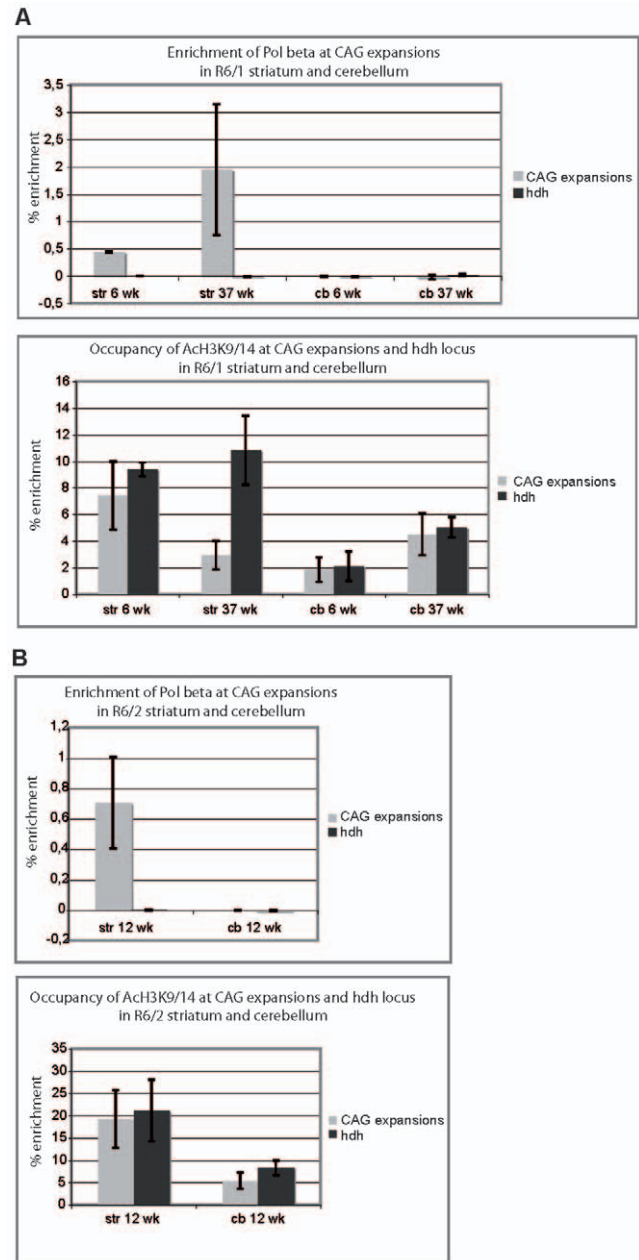 A
Enrichment of Pol beta at CAG expansions
in R6/1 striatum and cerebellum
% enrichment
3,5
3
2,5
2
1,5
1
0,5
0
-0,5
str 6 wk str 37 wk cb 6 wk cb 37 wk
CAG expansions
hdh
Occupancy of AcH3K9/14 at CAG expansions and hdh locus
in R6/1 striatum and cerebellum
% enrichment
16
14
12
10
8
6
4
2
0
str 6 wk str 37 wk cb 6 wk cb 37 wk
CAG expansions
hdh
B
Enrichment of Pol beta at CAG expansions
in R6/2 striatum and cerebellum
% enrichment
1,2
1
0,8
0,6
0,4
0,2
0
-0,2
str 12 wk cb 12 wk
CAG expansions
hdh
Occupancy of AcH3K9/14 at CAG expansions and hdh locus
in R6/2 striatum and cerebellum
% enrichment
35
30
25
20
15
10
5
0
str 12 wk cb 12 wk
CAG expansions
hdh